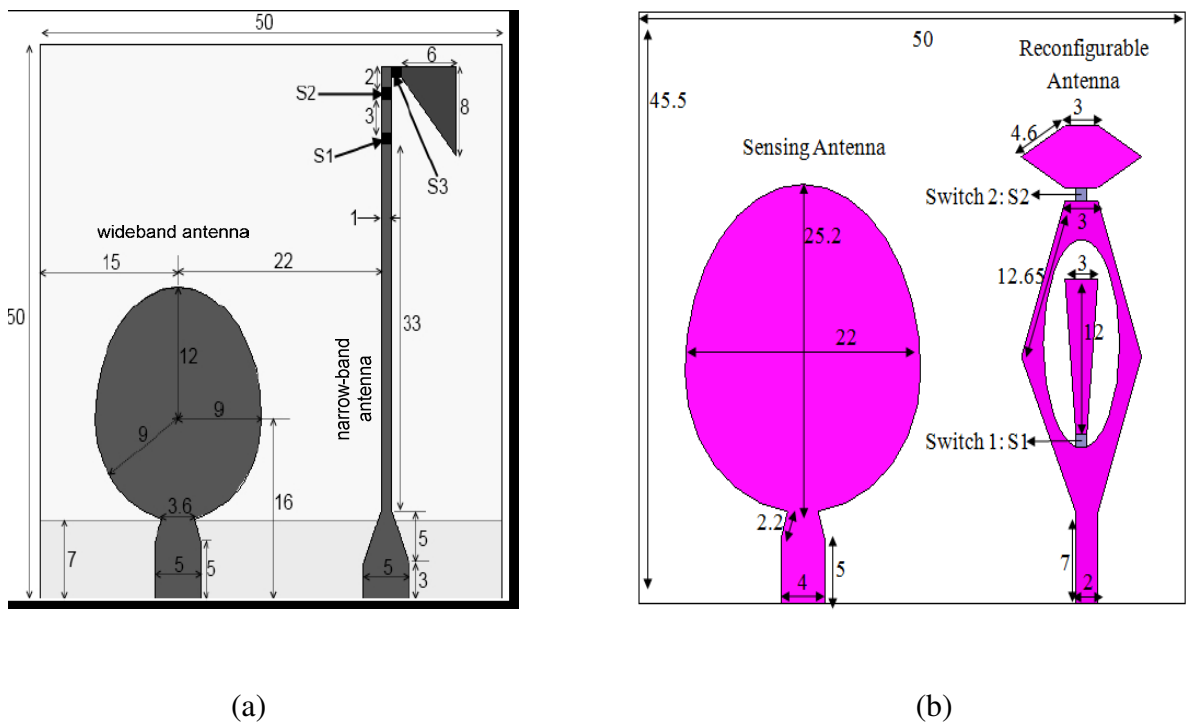 50
6
2
S2
3
8
S1
S3
1
wideband antenna
15
22
50
33
12
narrow-band
antenna
9
9
16
3.6
7
5
5
5
5
3
(a)
50
Reconfigurable
Antenna
45.5
3
4.6
Sensing Antenna
Switch 2: S2
3
25.2
3
12.65
12
22
Switch 1: S1
2.2
7
5
4
2
(b)